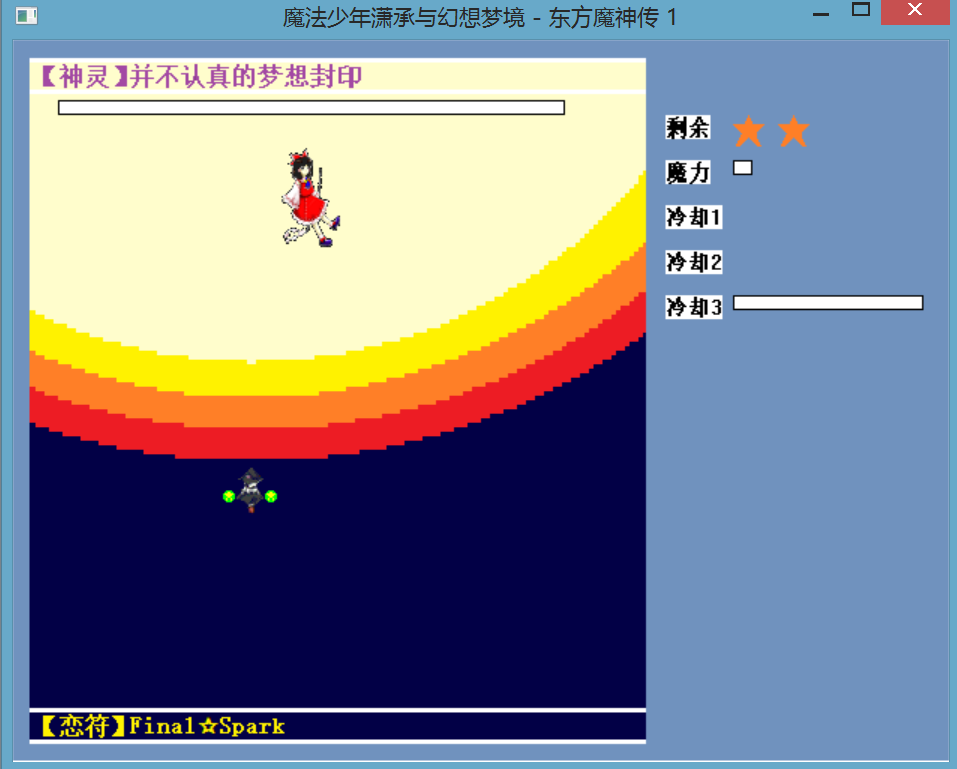 魔法少年潇承与幻想梦境 - 东方魔神传 1
【神灵】并不认真的梦想封印
剩余
魔力
冷却1
冷却2
冷却3
【恋符】Final☆Spark